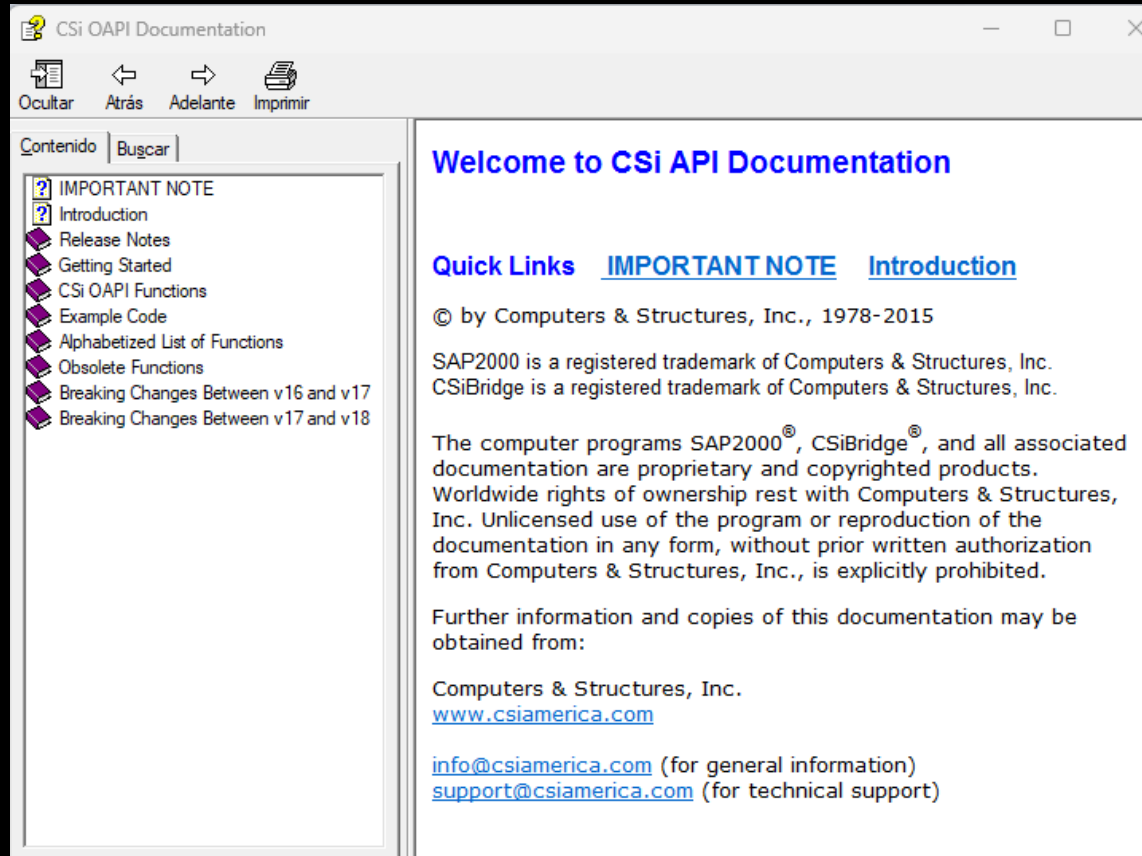 CSi OAPI Documentation
Ocultar Atrás Adelante Imprimir
Contenido Buscar
IMPORTANT NOTE
Introduction
Release Notes
Getting Started
CSi OAPI Functions
Example Code
Alphabetized List of Functions
Obsolete Functions
Breaking Changes Between v16 and v17
Breaking Changes Between v17 and v18
Welcome to CSi API Documentation
Quick Links IMPORTANT NOTE Introduction
© by Computers & Structures, Inc., 1978-2015
SAP2000 is a registered trademark of Computers & Structures, Inc.
CSiBridge is a registered trademark of Computers & Structures, Inc.
The computer programs SAP2000®, CSiBridge®, and all associated
documentation are proprietary and copyrighted products.
Worldwide rights of ownership rest with Computers & Structures,
Inc. Unlicensed use of the program or reproduction of the
documentation in any form, without prior written authorization
from Computers & Structures, Inc., is explicitly prohibited.
Further information and copies of this documentation may be
obtained from:
Computers & Structures, Inc.
www.csiamerica.com
info@csiamerica.com (for general information)
support@csiamerica.com (for technical support)